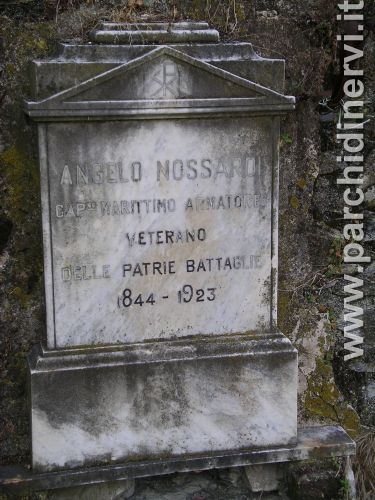 ANGELO NOSSARDI
CAP.no MARITTIMO ARMATORE
VETERANO
DELLE PATRIE BATTAGLIE
1844 - 1923
www.parchidinervi.it